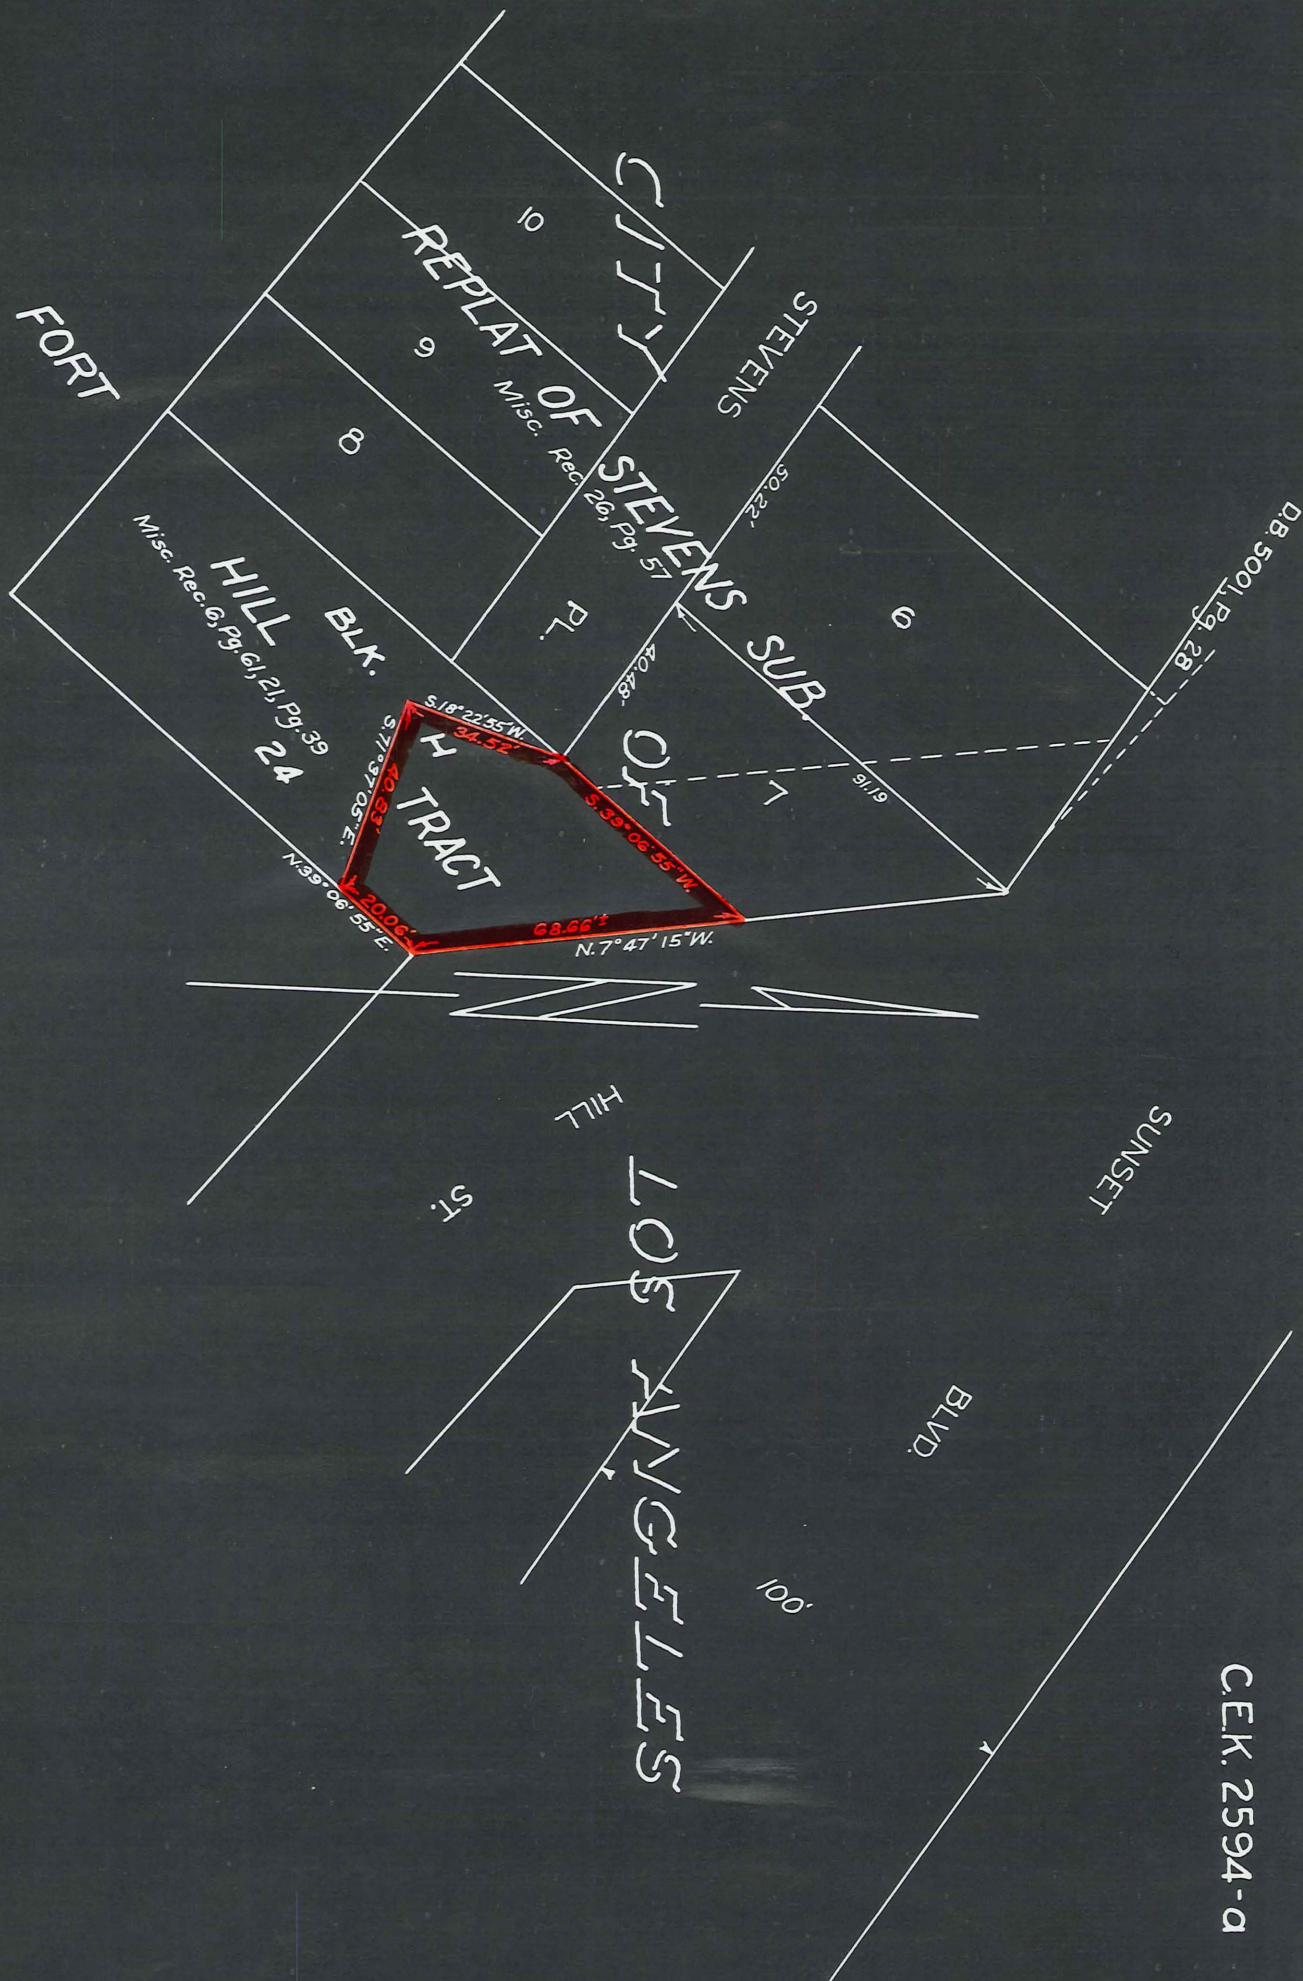 C.E.K. 2594-a
D.B. 5001, Pg. 28
SUNSET
BLVD.
100'
CITY OF LOS ANGELES
STEVENS
PL.
50.22'
40.48'
91.19
6
7
10
9
8
REPLAT OF STEVENS SUB.
Misc. Rec. 26, Pg. 57
FORT
HILL
TRACT
Misc. Rec. 6, Pg. 61, 21, Pg. 39
BLK.
H
24
S.18°22'55"W.
34.52'
S.39°06'55"W.
S.71°37'05"E.
40.83'
N.39°06'55"E.
20.06'
68.66'±
N.7°47'15"W.
HILL
ST.